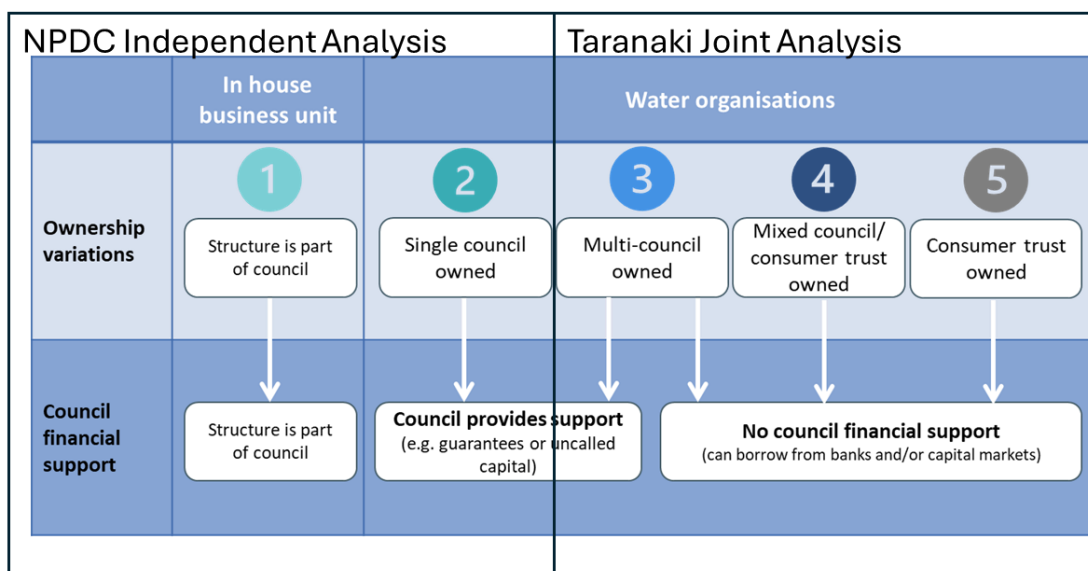 NPDC Independent Analysis
Taranaki Joint Analysis
In house
business unit
Water organisations
Ownership
variations
1
Structure is part
of council
2
Single council
owned
3
Multi-council
owned
4
Mixed council/
consumer trust
owned
5
Consumer trust
owned
Council
financial
support
Structure is part
of council
Council provides support
(e.g. guarantees or uncalled
capital)
No council financial support
(can borrow from banks and/or capital markets)